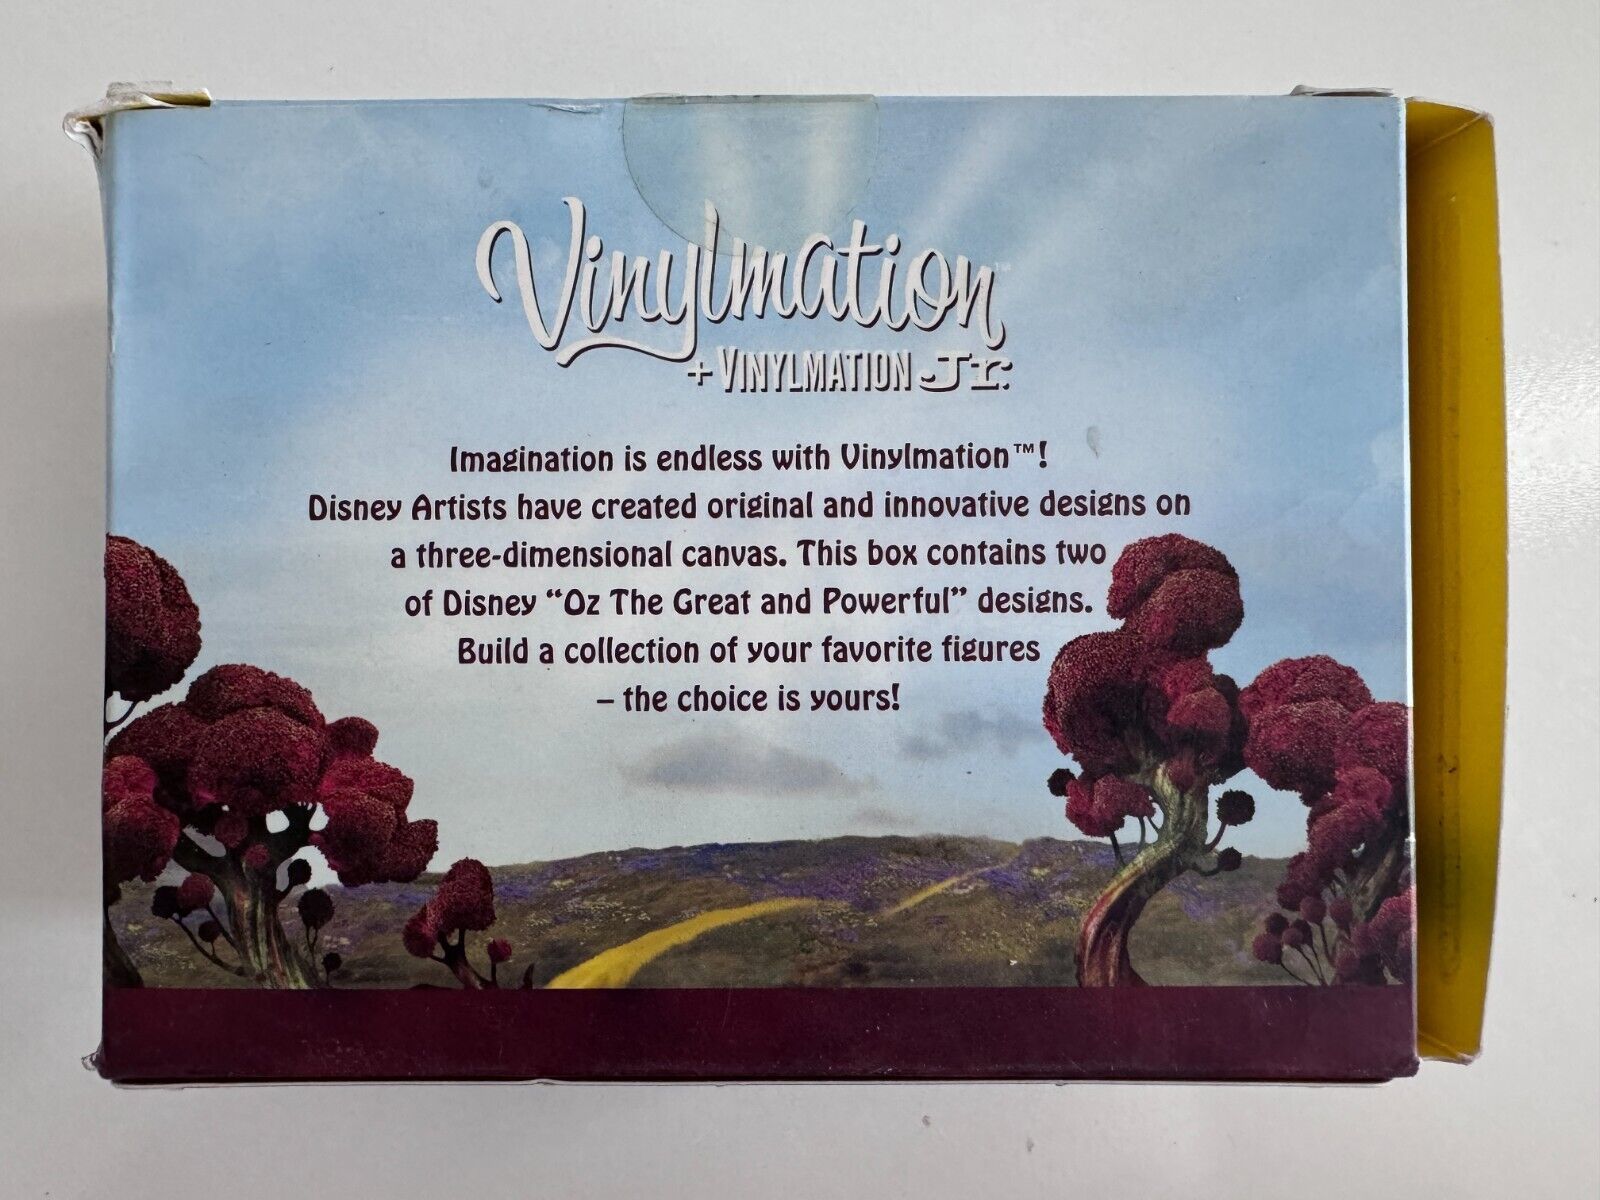 Vinylmation™
+ VINYLMATION Jr.
Imagination is endless with Vinylmation™!
Disney Artists have created original and innovative designs on
a three-dimensional canvas. This box contains two
of Disney “Oz The Great and Powerful” designs.
Build a collection of your favorite figures
– the choice is yours!